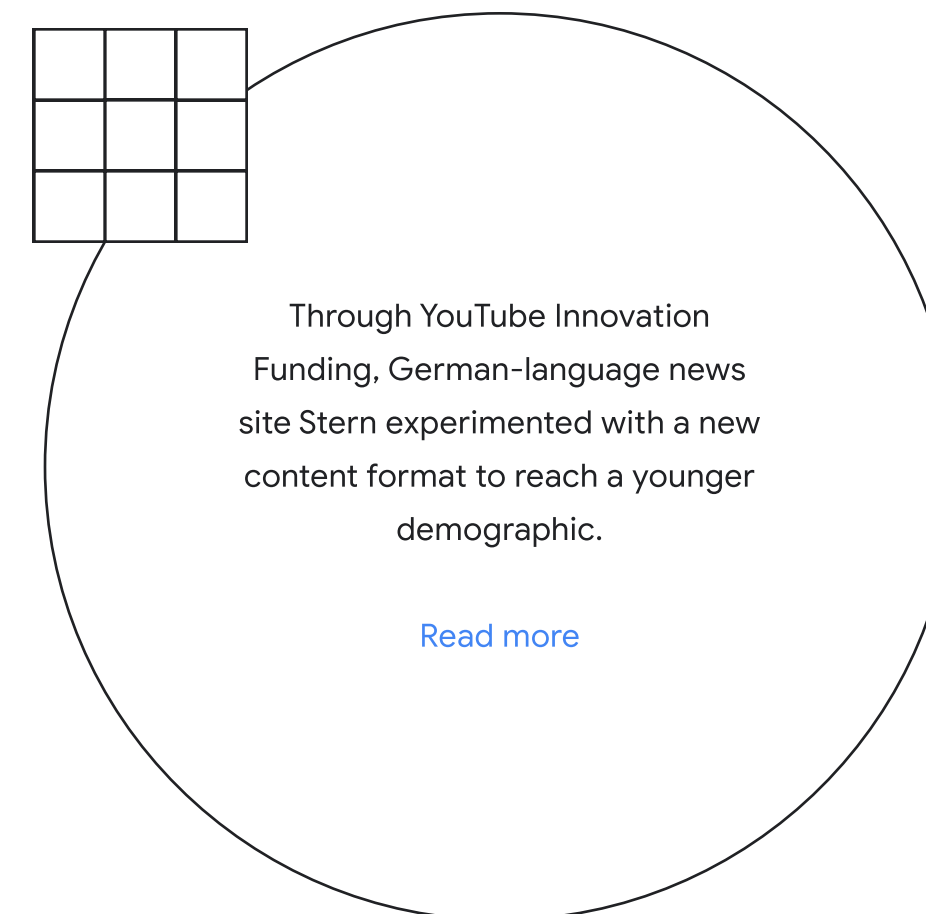 Through YouTube Innovation
Funding, German-language news
site Stern experimented with a new
content format to reach a younger
demographic.
Read more